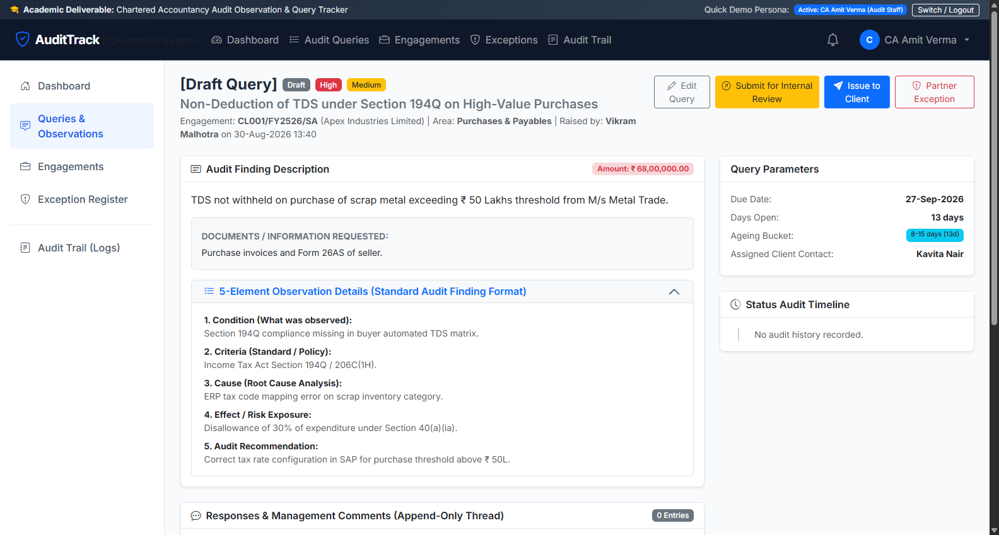 Academic Deliverable: Chartered Accountancy Audit Observation & Query Tracker
Quick Demo Persona: Active: CA Amit Verma (Audit Staff) Switch / Logout
AuditTrack | CA Practice System Dashboard Audit Queries Engagements Exceptions Audit Trail C CA Amit Verma
Dashboard
Queries &
Observations
Engagements
Exception Register
Audit Trail (Logs)
[Draft Query] Draft High Medium
Non-Deduction of TDS under Section 194Q on High-Value Purchases
Engagement: CL001/FY2526/SA (Apex Industries Limited) | Area: Purchases & Payables | Raised by: Vikram
Malhotra on 30-Aug-2026 13:40
Edit
Query
Submit for Internal
Review
Issue to
Client
Partner
Exception
Audit Finding Description
Amount: ₹ 68,00,000.00
TDS not withheld on purchase of scrap metal exceeding ₹ 50 Lakhs threshold from M/s Metal Trade.
DOCUMENTS / INFORMATION REQUESTED:
Purchase invoices and Form 26AS of seller.
5-Element Observation Details (Standard Audit Finding Format)
1. Condition (What was observed):
Section 194Q compliance missing in buyer automated TDS matrix.
2. Criteria (Standard / Policy):
Income Tax Act Section 194Q / 206C(1H).
3. Cause (Root Cause Analysis):
ERP tax code mapping error on scrap inventory category.
4. Effect / Risk Exposure:
Disallowance of 30% of expenditure under Section 40(a)(ia).
5. Audit Recommendation:
Correct tax rate configuration in SAP for purchase threshold above ₹ 50L.
Responses & Management Comments (Append-Only Thread)
0 Entries
Query Parameters
Due Date: 27-Sep-2026
Days Open: 13 days
Ageing Bucket: 8-15 days (13d)
Assigned Client Contact: Kavita Nair
Status Audit Timeline
No audit history recorded.